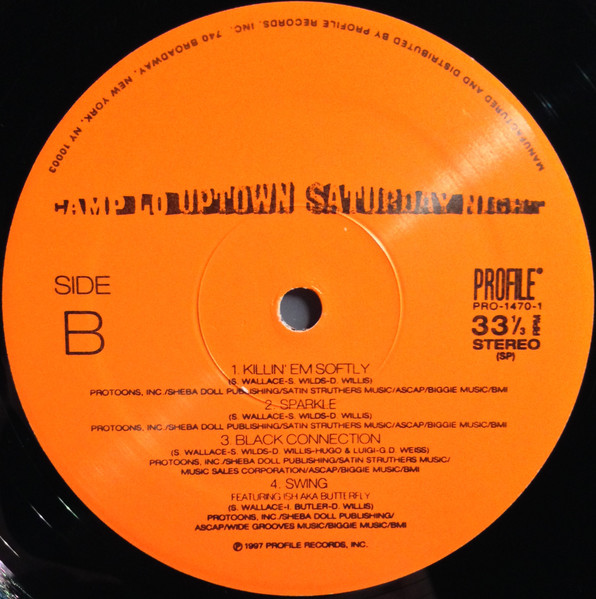 MANUFACTURED AND DISTRIBUTED BY PROFILE RECORDS, INC. 740 BROADWAY, NEW YORK, NY 10003
CAMP LO UPTOWN SATURDAY NIGHT
SIDE
B
PROFILE
PRO-1470-1
33 1/3 RPM
STEREO
(SP)
1. KILLIN' EM SOFTLY
(S. WALLACE-S. WILDS-D. WILLIS)
PROTOONS, INC./SHEBA DOLL PUBLISHING/SATIN STRUTHERS MUSIC/ASCAP/BIGGIE MUSIC/BMI
2. SPARKLE
(S. WALLACE-S. WILDS-D. WILLIS)
PROTOONS, INC./SHEBA DOLL PUBLISHING/SATIN STRUTHERS MUSIC/ASCAP/BIGGIE MUSIC/BMI
3. BLACK CONNECTION
(S. WALLACE-S. WILDS-D. WILLIS-HUGO & LUIGI-G.D. WEISS)
PROTOONS, INC./SHEBA DOLL PUBLISHING/SATIN STRUTHERS MUSIC/
MUSIC SALES CORPORATION/ASCAP/BIGGIE MUSIC/BMI
4. SWING
FEATURING ISH AKA BUTTERFLY
(S. WALLACE-I. BUTLER-D. WILLIS)
PROTOONS, INC./SHEBA DOLL PUBLISHING/
ASCAP/WIDE GROOVES MUSIC/BIGGIE MUSIC/BMI
℗ 1997 PROFILE RECORDS, INC.